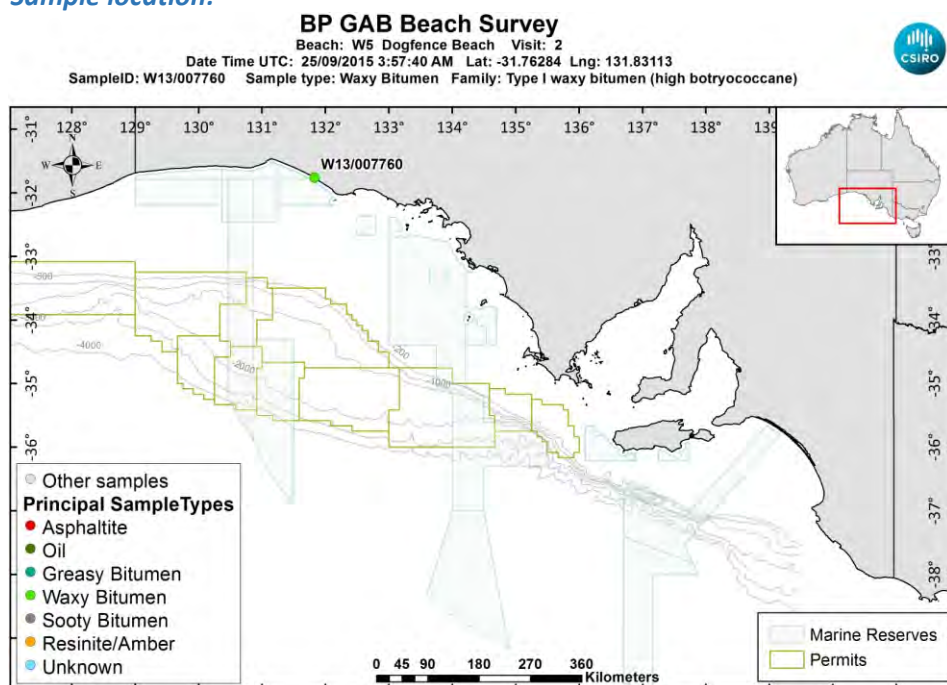 Sample location:
BP GAB Beach Survey
Beach: W5 Dogfence Beach Visit: 2
Date Time UTC: 25/09/2015 3:57:40 AM Lat: -31.76284 Lng: 131.83113
SampleID: W13/007760 Sample type: Waxy Bitumen Family: Type I waxy bitumen (high botryococcane)
CSIRO
128° 129° 130° 131° 132° 133° 134° 135° 136° 137° 138° 139
-31°
-32°
-33°
-34°
-35°
-36°
-37°
-38°
N
W E
S
W13/007760
-200
-1000
-2000
-4000
-33°
-34°
-35°
-36°
-37°
-38°
Other samples
Principal SampleTypes
Asphaltite
Oil
Greasy Bitumen
Waxy Bitumen
Sooty Bitumen
Resinite/Amber
Unknown
0 45 90 180 270 360
Kilometers
Marine Reserves
Permits